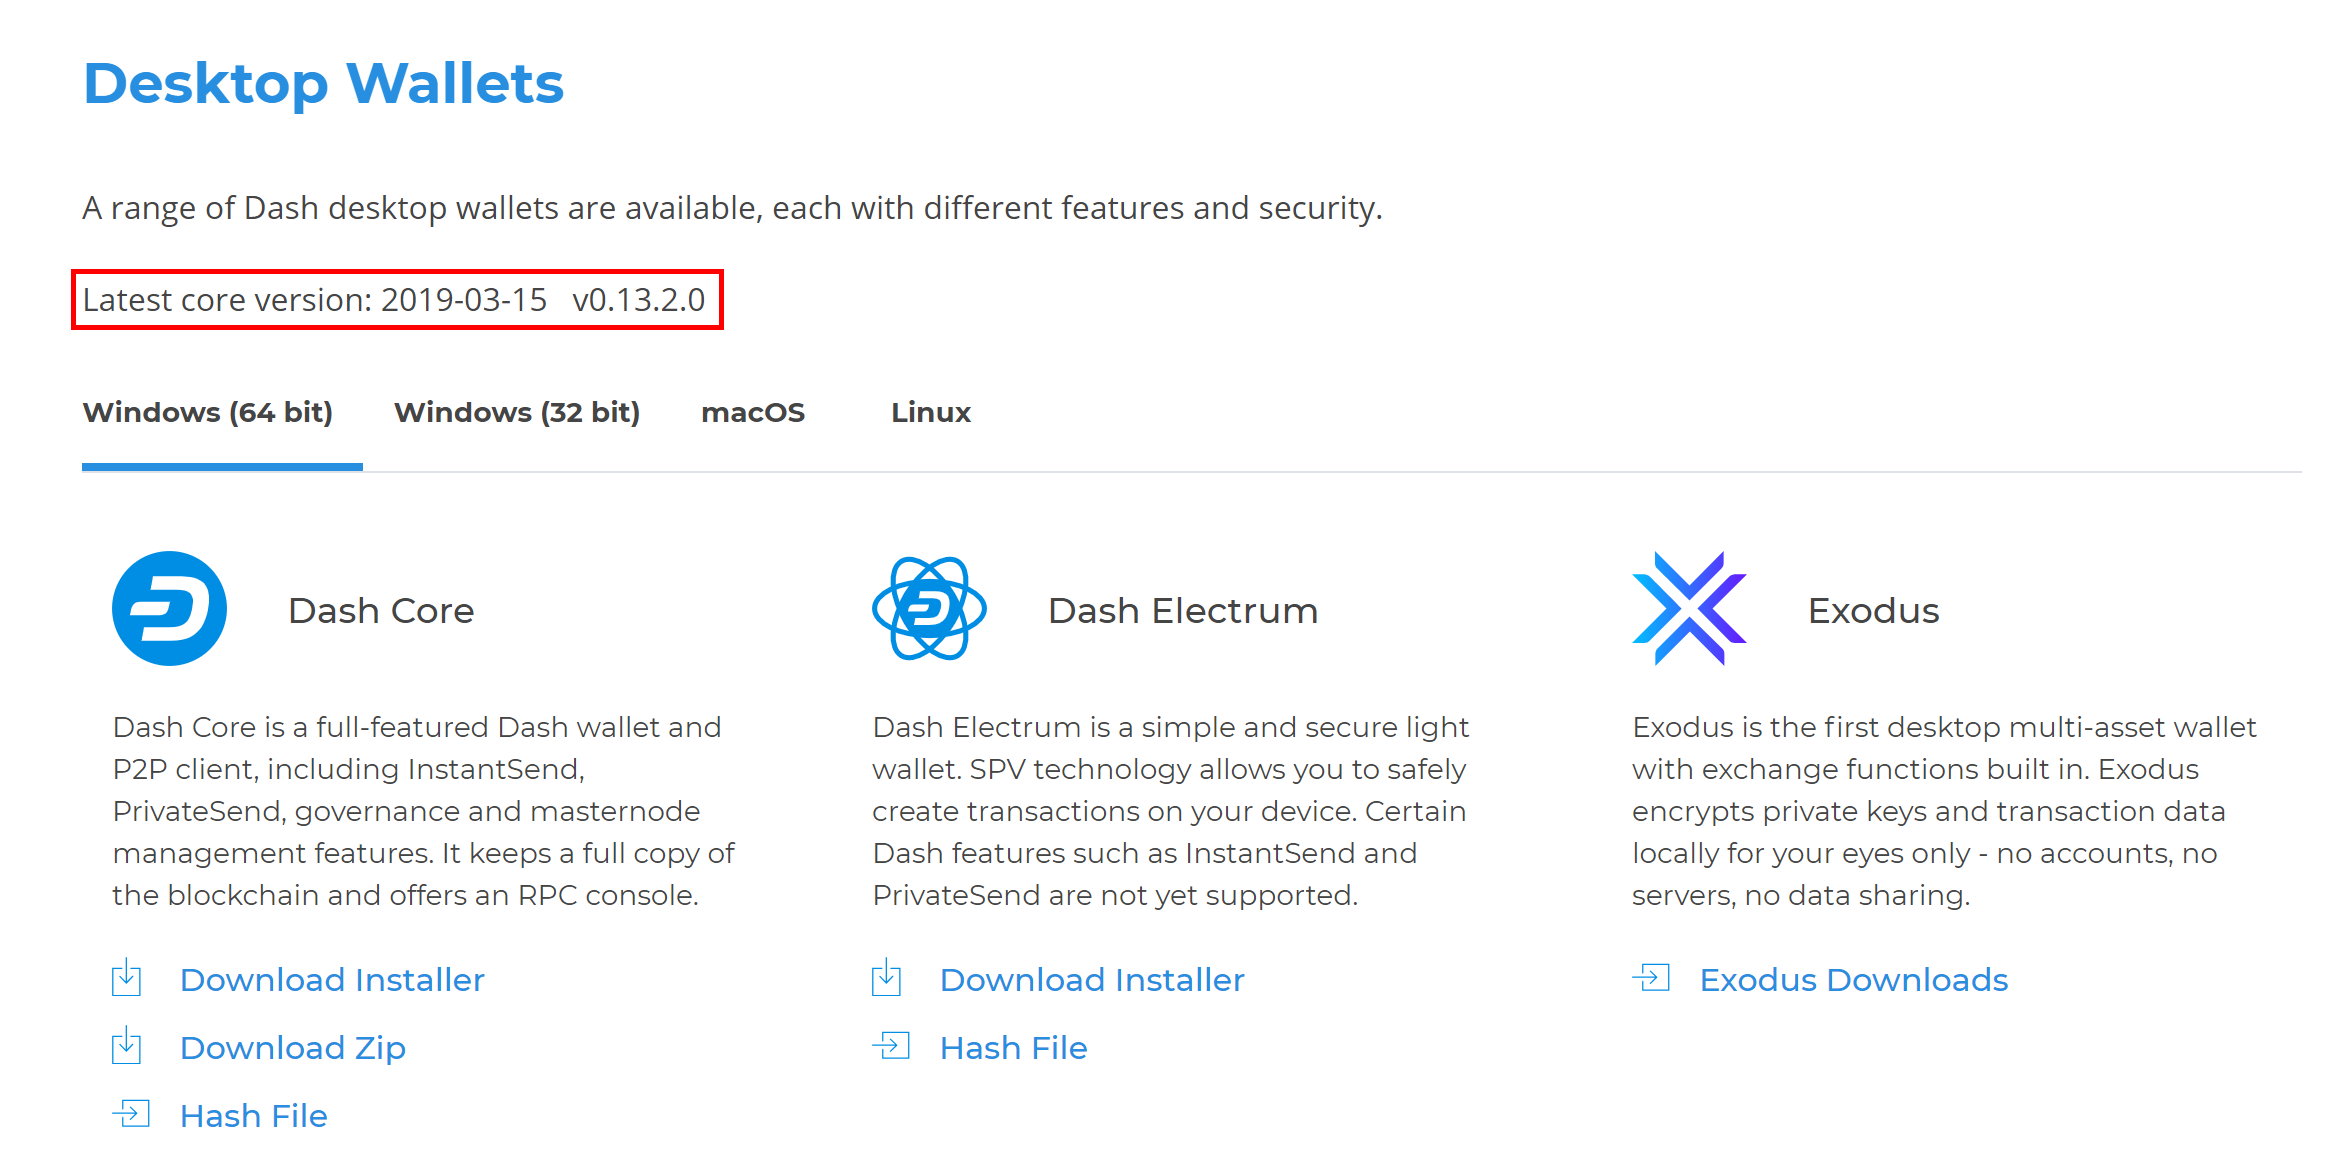 Desktop Wallets
A range of Dash desktop wallets are available, each with different features and security.
Latest core version: 2019-03-15 v0.13.2.0
Windows (64 bit) Windows (32 bit) macOS Linux
Dash Core
Dash Core is a full-featured Dash wallet and
P2P client, including InstantSend,
PrivateSend, governance and masternode
management features. It keeps a full copy of
the blockchain and offers an RPC console.
Download Installer
Download Zip
Hash File
Dash Electrum
Dash Electrum is a simple and secure light
wallet. SPV technology allows you to safely
create transactions on your device. Certain
Dash features such as InstantSend and
PrivateSend are not yet supported.
Download Installer
Hash File
Exodus
Exodus is the first desktop multi-asset wallet
with exchange functions built in. Exodus
encrypts private keys and transaction data
locally for your eyes only - no accounts, no
servers, no data sharing.
Exodus Downloads